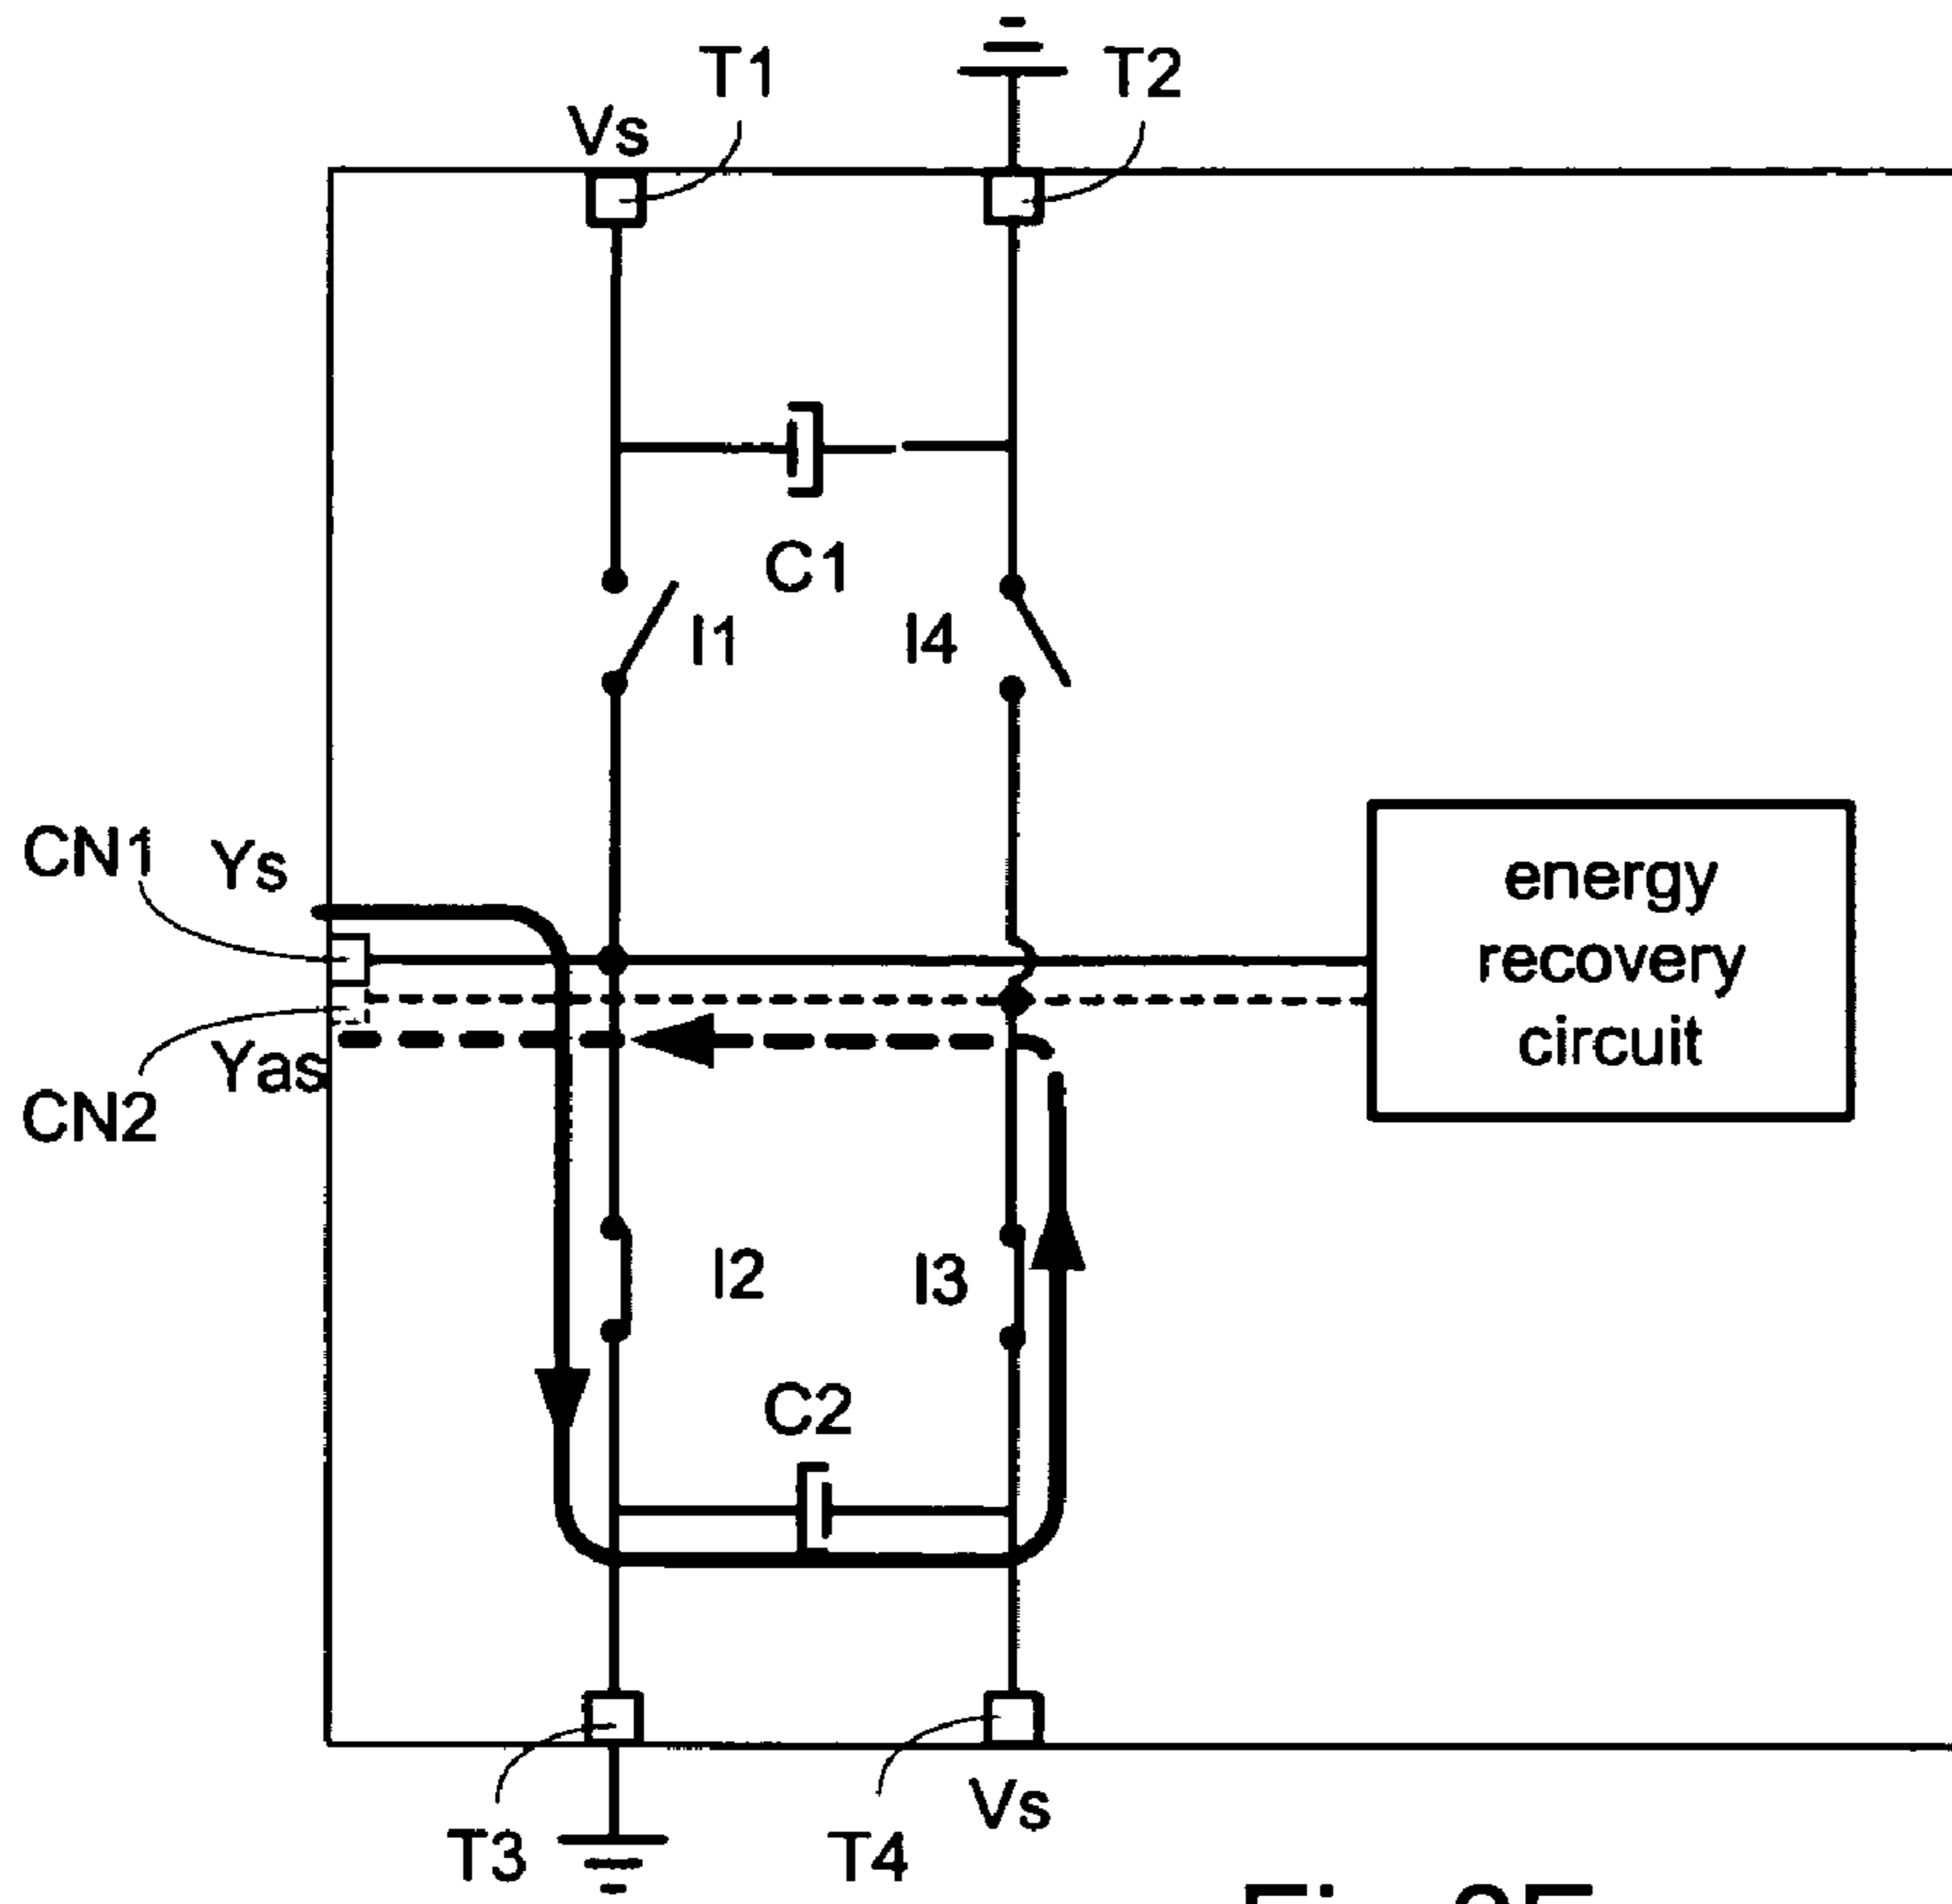 T1
T2
Vs
C1
I1
I4
CN1
Ys
energy
recovery
circuit
Yas
CN2
I2
I3
C2
Vs
T3
T4